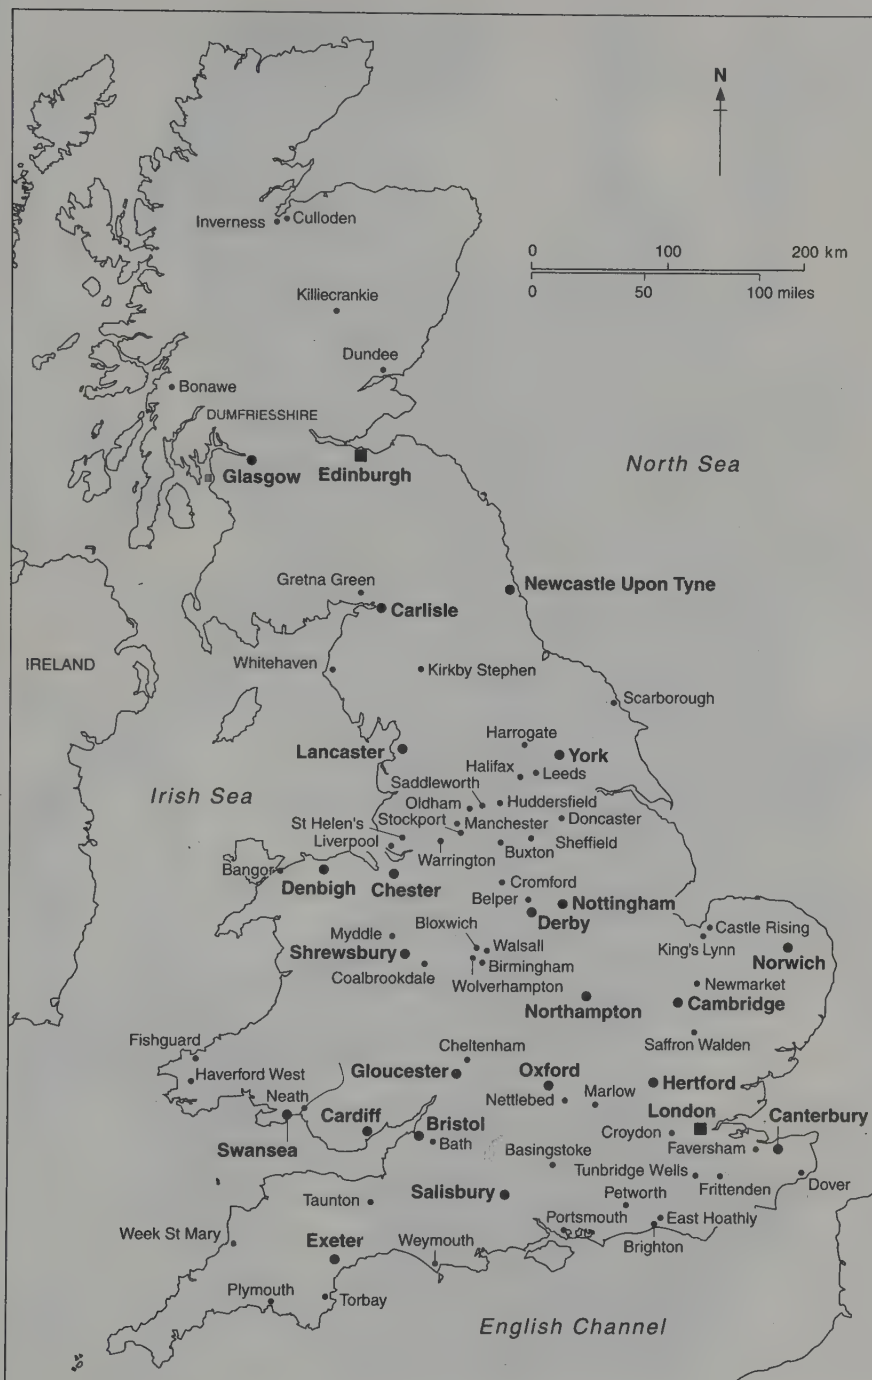 N
0 100 200 km
0 50 100 miles
Inverness
Culloden
Killiecrankie
Dundee
Bonawe
DUMFRIESSHIRE
Glasgow
Edinburgh
North Sea
Gretna Green
Newcastle Upon Tyne
Carlisle
IRELAND
Whitehaven
Kirkby Stephen
Scarborough
Lancaster
Harrogate
York
Halifax
Leeds
Saddleworth
Irish Sea
Oldham
Huddersfield
Stockport
Manchester
Doncaster
St Helen's
Liverpool
Warrington
Buxton
Sheffield
Bangor
Denbigh
Chester
Cromford
Belper
Nottingham
Derby
Castle Rising
King's Lynn
Norwich
Myddle
Bloxwich
Walsall
Shrewsbury
Birmingham
Coalbrookdale
Wolverhampton
Newmarket
Northampton
Cambridge
Saffron Walden
Fishguard
Cheltenham
Haverford West
Gloucester
Oxford
Hertford
Neath
Nettlebed
Marlow
London
Canterbury
Swansea
Cardiff
Bristol
Bath
Croydon
Faversham
Basingstoke
Tunbridge Wells
Frittenden
Dover
Taunton
Salisbury
Petworth
Week St Mary
Portsmouth
East Hoathly
Exeter
Weymouth
Brighton
Plymouth
Torbay
English Channel